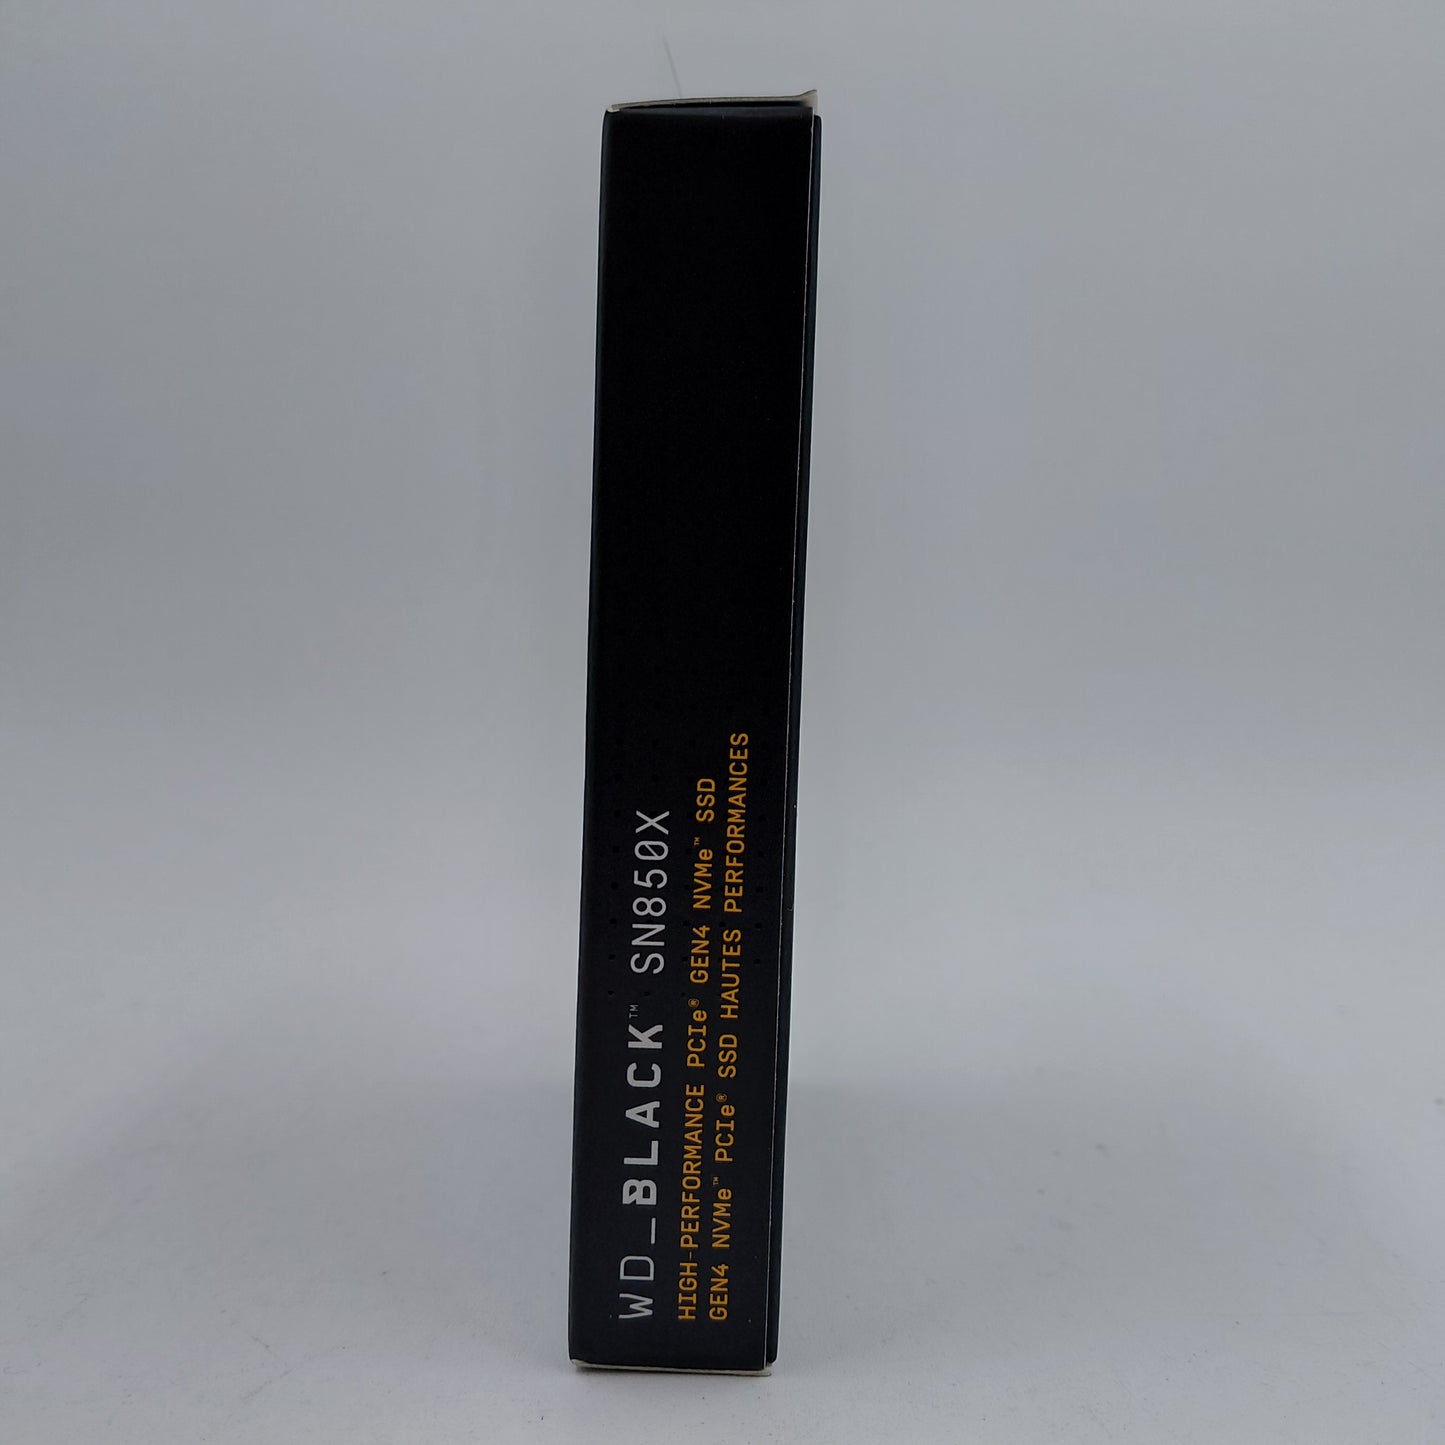 WD_BLACK™ SN850X
HIGH-PERFORMANCE PCIe® GEN4 NVMe™ SSD
GEN4 NVMe™ PCIe® SSD HAUTES PERFORMANCES